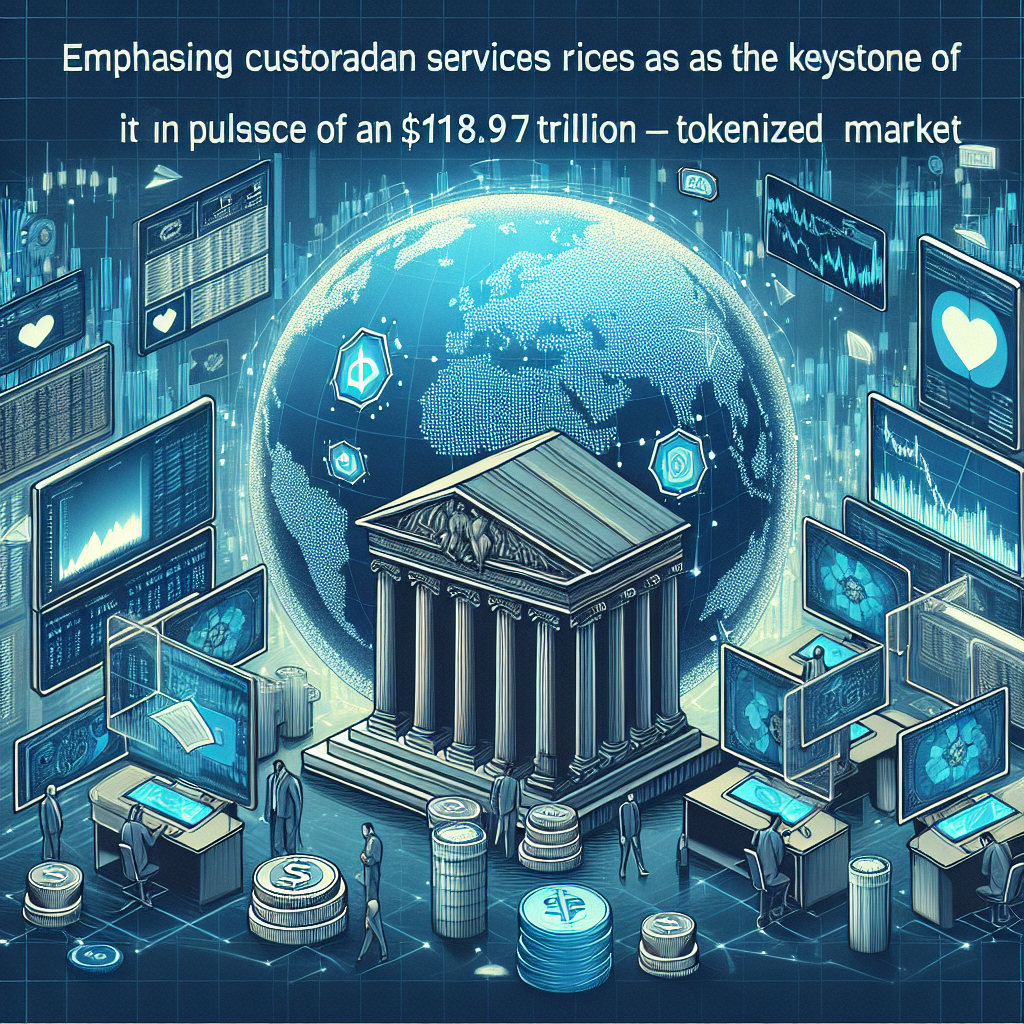 Emphasing custoradan services rices as as the keystone of
it in pulssce of an $118.97 trillion – tokenized market